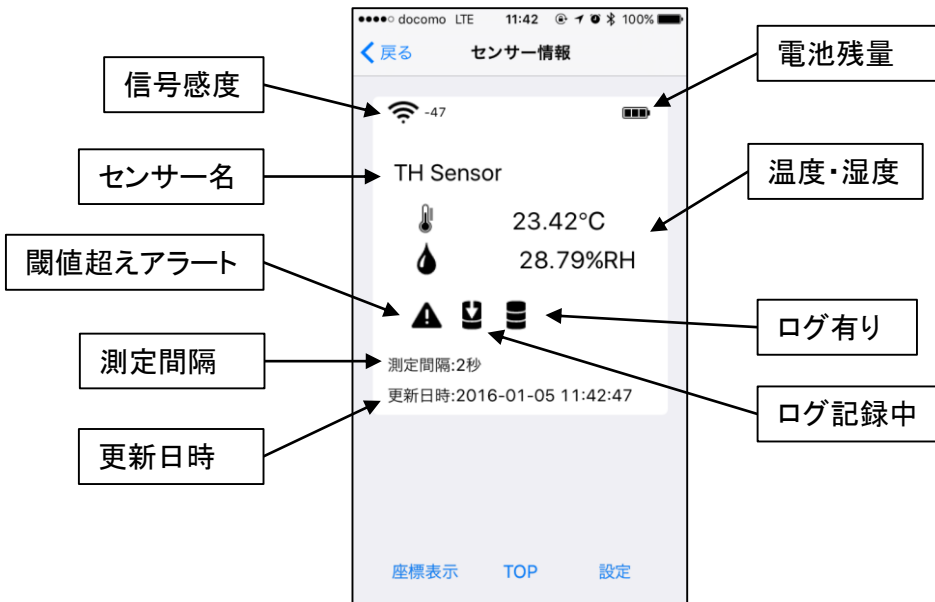 docomo LTE 11:42 100%
戻る センサー情報
電池残量
信号感度
-47
センサー名
TH Sensor
温度・湿度
23.42°C
閾値超えアラート
28.79%RH
ログ有り
測定間隔
測定間隔:2秒
更新日時:2016-01-05 11:42:47
ログ記録中
更新日時
座標表示 TOP 設定